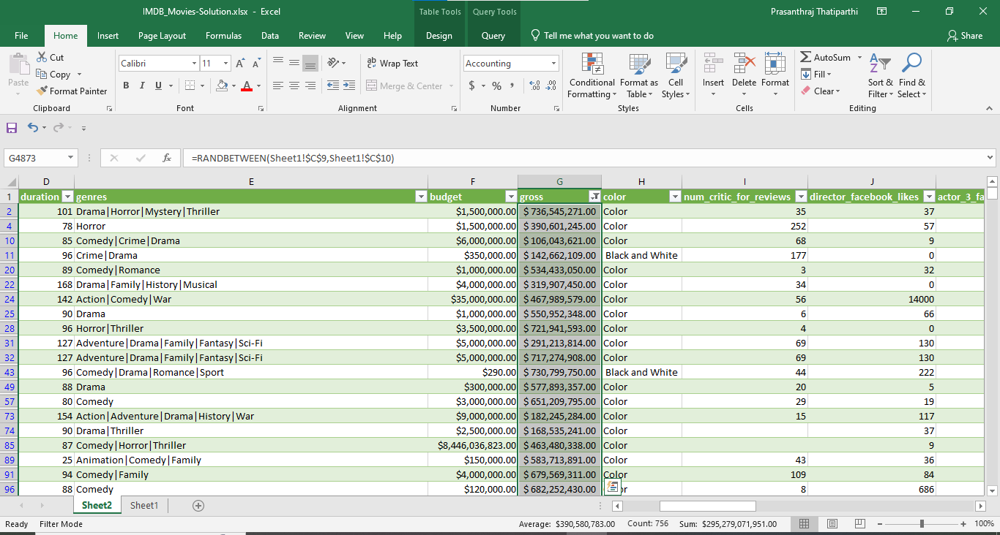 IMDB_Movies-Solution.xlsx - Excel Table Tools Query Tools Prasanthraj Thatiparthi
File Home Insert Page Layout Formulas Data Review View Help Design Query Tell me what you want to do Share
Paste Cut Copy Format Painter Clipboard
Calibri 11 B I U A Font
Wrap Text Merge & Center Alignment
Accounting $ % , Number
Conditional Formatting Format as Table Cell Styles Styles
Insert Delete Format Cells
AutoSum Fill Clear Sort & Filter Find & Select Editing
G4873 fx =RANDBETWEEN(Sheet1!$C$9,Sheet1!$C$10)
D E F G H I J
1 duration genres budget gross color num_critic_for_reviews director_facebook_likes actor_3_fa
2 101 Drama|Horror|Mystery|Thriller $1,500,000.00 $ 736,545,271.00 Color 35 37
4 78 Horror $1,500,000.00 $ 390,601,245.00 Color 252 57
10 85 Comedy|Crime|Drama $6,000,000.00 $ 106,043,621.00 Color 68 9
11 96 Crime|Drama $350,000.00 $ 142,662,109.00 Black and White 177 0
20 89 Comedy|Romance $1,000,000.00 $ 534,433,050.00 Color 3 32
22 168 Drama|Family|History|Musical $4,000,000.00 $ 319,907,450.00 Color 34 0
24 142 Action|Comedy|War $35,000,000.00 $ 467,989,579.00 Color 56 14000
25 90 Drama $1,000,000.00 $ 550,952,348.00 Color 6 66
28 96 Horror|Thriller $3,500,000.00 $ 721,941,593.00 Color 4 0
31 127 Adventure|Drama|Family|Fantasy|Sci-Fi $5,000,000.00 $ 291,213,814.00 Color 69 130
32 127 Adventure|Drama|Family|Fantasy|Sci-Fi $5,000,000.00 $ 717,274,908.00 Color 69 130
43 96 Comedy|Drama|Romance|Sport $290.00 $ 730,799,750.00 Black and White 44 222
49 88 Drama $300,000.00 $ 577,893,357.00 Color 20 5
57 80 Comedy $3,000,000.00 $ 651,209,795.00 Color 29 19
73 154 Action|Adventure|Drama|History|War $9,000,000.00 $ 182,245,284.00 Color 15 117
74 90 Drama|Thriller $2,500,000.00 $ 168,535,241.00 Color 37
85 87 Comedy|Horror|Thriller $8,446,036,823.00 $ 463,480,338.00 Color 9
89 25 Animation|Comedy|Family $150,000.00 $ 583,713,891.00 Color 43 36
91 94 Comedy|Family $4,000,000.00 $ 679,569,311.00 Color 109 84
96 88 Comedy $120,000.00 $ 682,252,430.00 8 686
Sheet2 Sheet1
Ready Filter Mode Average: $390,580,783.00 Count: 756 Sum: $295,279,071,951.00 100%